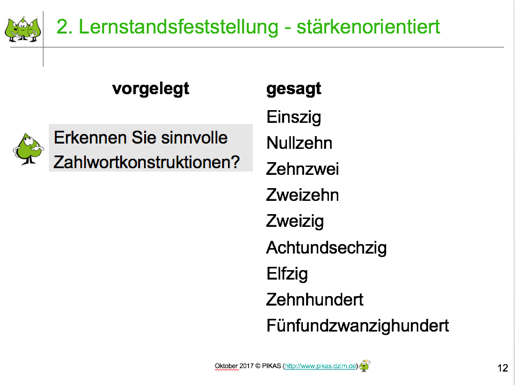 2. Lernstandsfeststellung - stärkenorientiert
vorgelegt
gesagt
Erkennen Sie sinnvolle
Zahlwortkonstruktionen?
Einszig
Nullzehn
Zehnzwei
Zweizehn
Zweizig
Achtundsechzig
Elfzig
Zehnhundert
Fünfundzwanzighundert
Oktober 2017 © PIKAS (http://www.pikas.dzlm.de)
12